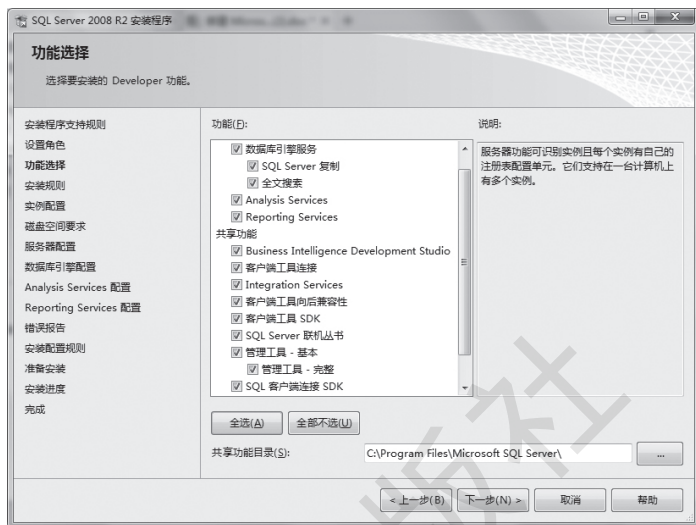 SQL Server 2008 R2 安装程序
功能选择
选择要安装的 Developer 功能。
安装程序支持规则
设置角色
功能选择
安装规则
实例配置
磁盘空间要求
服务器配置
数据库引擎配置
Analysis Services 配置
Reporting Services 配置
错误报告
安装配置规则
准备安装
安装进度
完成
功能(F):
数据库引擎服务
SQL Server 复制
全文搜索
Analysis Services
Reporting Services
共享功能
Business Intelligence Development Studio
客户端工具连接
Integration Services
客户端工具向后兼容性
客户端工具 SDK
SQL Server 联机丛书
管理工具 - 基本
管理工具 - 完整
SQL 客户端连接 SDK
说明:
服务器功能可识别实例且每个实例有自己的
注册表配置单元。它们支持在一台计算机上
有多个实例。
全选(A)
全部不选(U)
共享功能目录(S):
C:\Program Files\Microsoft SQL Server\
...
< 上一步(B)
下一步(N) >
取消
帮助
版社